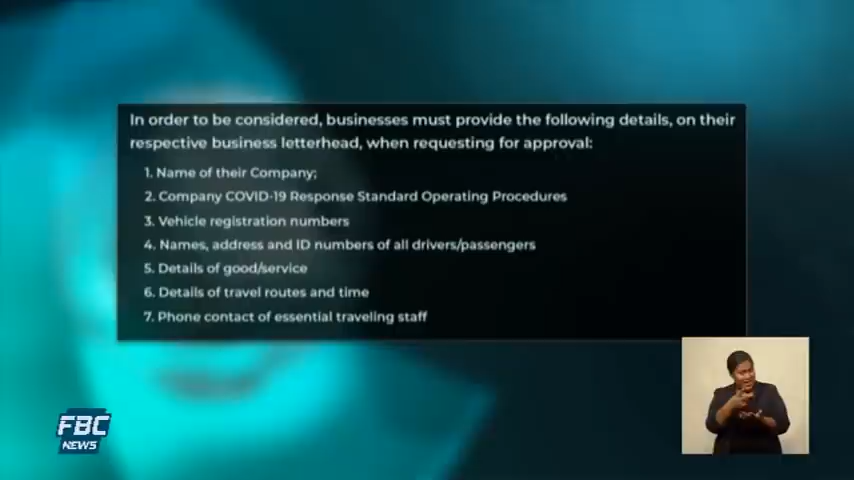 In order to be considered, businesses must provide the following details, on their
respective business letterhead, when requesting for approval:
1. Name of their Company;
2. Company COVID-19 Response Standard Operating Procedures
3. Vehicle registration numbers
4. Names, address and ID numbers of all drivers/passengers
5. Details of good/service
6. Details of travel routes and time
7. Phone contact of essential traveling staff
FBC
NEWS